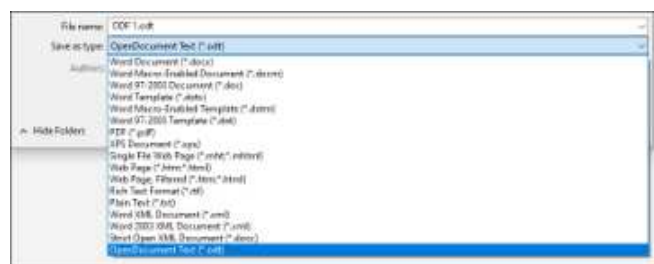 File name: ODF 1.odt
Save as type: OpenDocument Text (*.odt)
Authors:
Word Document (*.docx)
Word Macro-Enabled Document (*.docm)
Word 97-2003 Document (*.doc)
Word Template (*.dotx)
Word Macro-Enabled Template (*.dotm)
Word 97-2003 Template (*.dot)
PDF (*.pdf)
XPS Document (*.xps)
Single File Web Page (*.mht;*.mhtml)
Web Page (*.htm;*.html)
Web Page, Filtered (*.htm;*.html)
Rich Text Format (*.rtf)
Plain Text (*.txt)
Word XML Document (*.xml)
Word 2003 XML Document (*.xml)
Strict Open XML Document (*.docx)
OpenDocument Text (*.odt)
Hide Folders